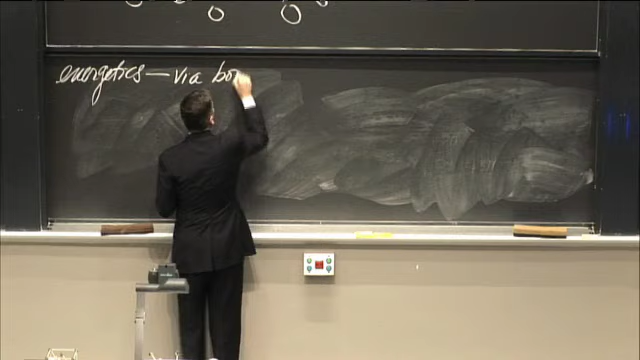 energetics — via bo